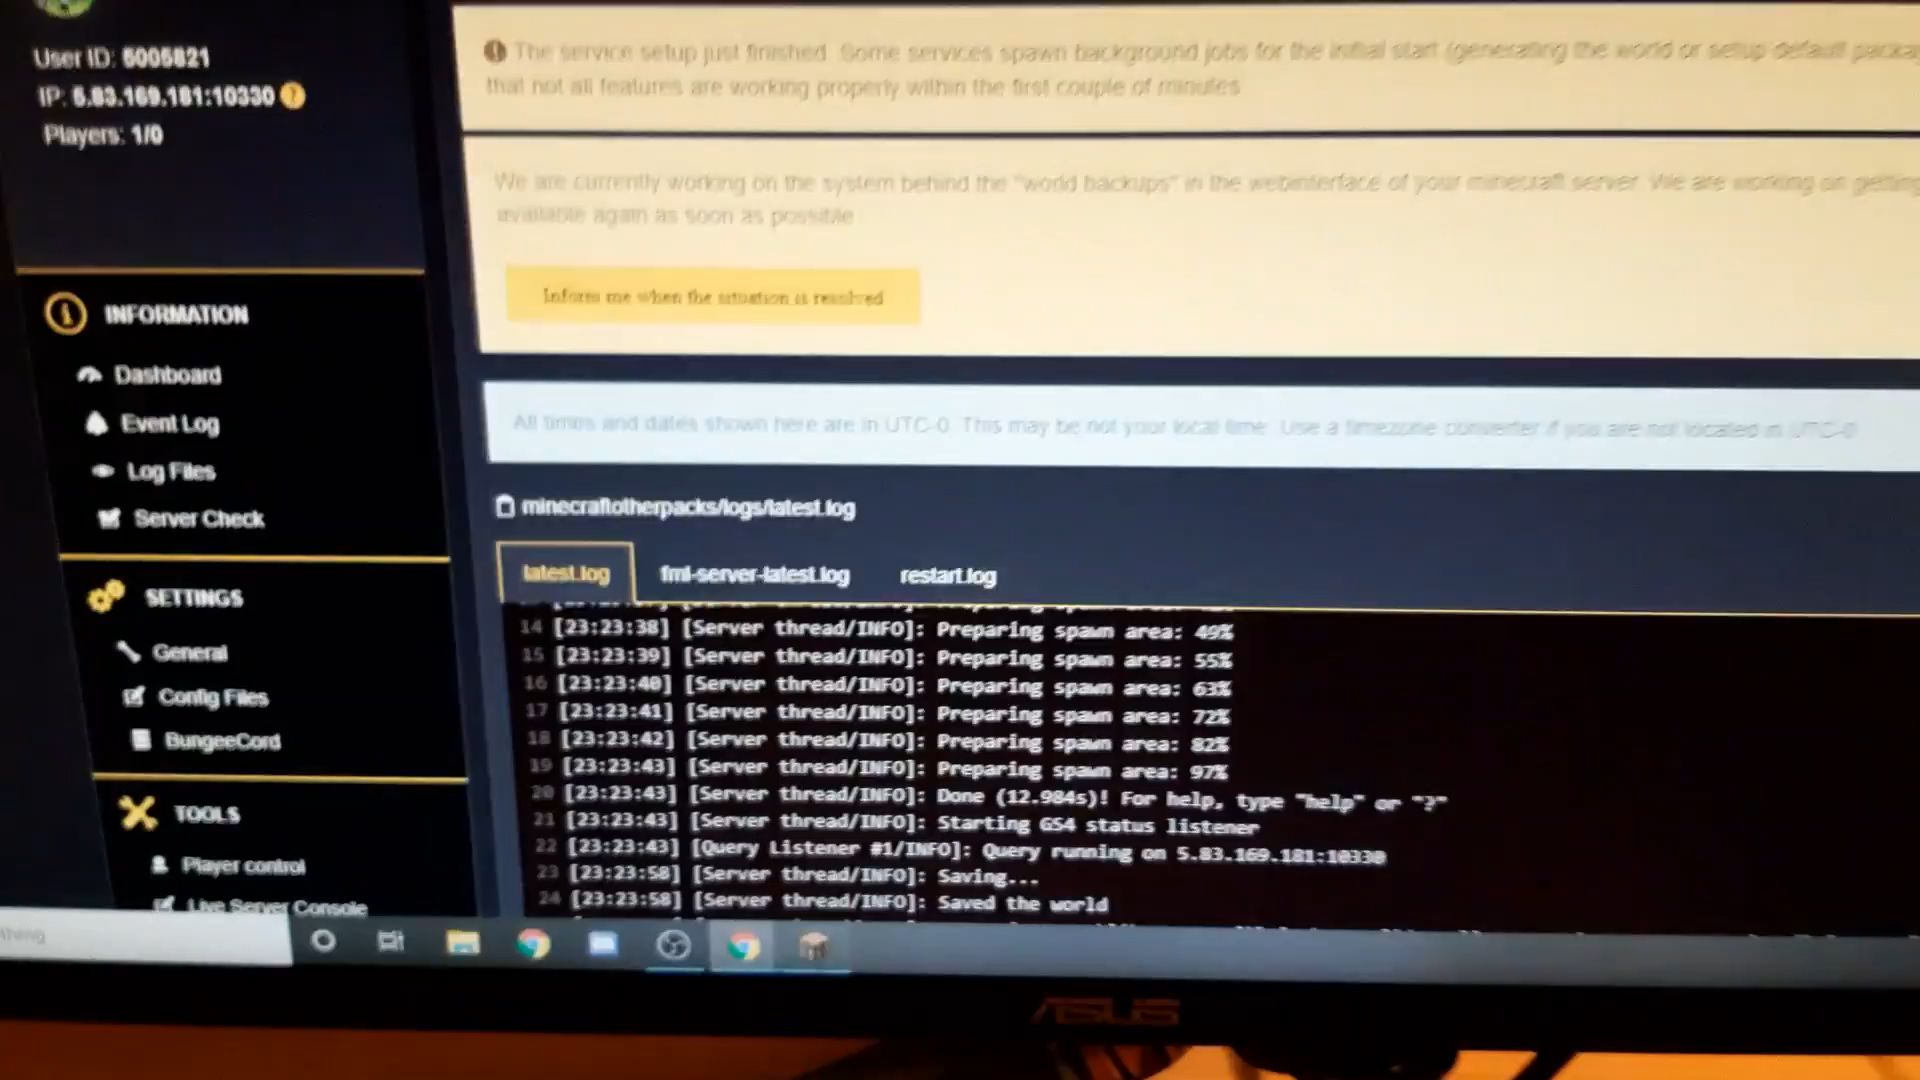 User ID: 5005821
IP: 5.83.169.181:10330 ?
Players: 1/0
INFORMATION
Dashboard
Event Log
Log Files
Server Check
SETTINGS
General
Config Files
BungeeCord
TOOLS
Player control
Live Server Console
The service setup just finished. Some services spawn background jobs for the initial start (generating the world or setup default
that not all features are working properly within the first couple of minutes
We are currently working on the system behind the "world backups" in the webinterface of your minecraft server. We are working on getting
available again as soon as possible
Inform me when the situation is resolved
All times and dates shown here are in UTC-0. This may be not your local time. Use a timezone converter if you are not located in UTC-0
minecraftotherpacks/logs/latest.log
latest.log fml-server-latest.log restart.log
14 [23:23:38] [Server thread/INFO]: Preparing spawn area: 49%
15 [23:23:39] [Server thread/INFO]: Preparing spawn area: 55%
16 [23:23:40] [Server thread/INFO]: Preparing spawn area: 63%
17 [23:23:41] [Server thread/INFO]: Preparing spawn area: 72%
18 [23:23:42] [Server thread/INFO]: Preparing spawn area: 82%
19 [23:23:43] [Server thread/INFO]: Preparing spawn area: 97%
20 [23:23:43] [Server thread/INFO]: Done (12.984s)! For help, type "help" or "?"
21 [23:23:43] [Server thread/INFO]: Starting GS4 status listener
22 [23:23:43] [Query Listener #1/INFO]: Query running on 5.83.169.181:10330
23 [23:23:58] [Server thread/INFO]: Saving...
24 [23:23:58] [Server thread/INFO]: Saved the world
ASUS